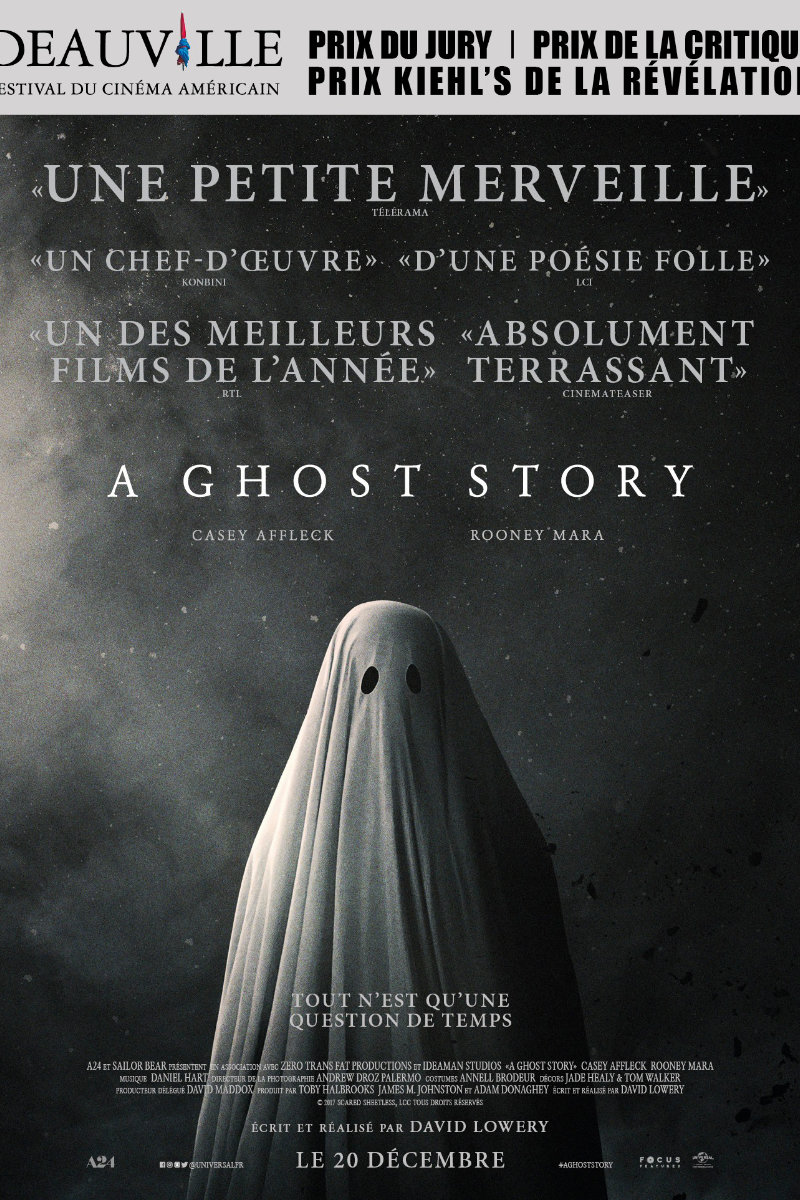 DEAUVILLE
FESTIVAL DU CINÉMA AMÉRICAIN
PRIX DU JURY | PRIX DE LA CRITIQU
PRIX KIEHL'S DE LA RÉVÉLATION
«UNE PETITE MERVEILLE»
TÉLÉRAMA
«UN CHEF-D'ŒUVRE» «D'UNE POÉSIE FOLLE»
KONBINI LCI
«UN DES MEILLEURS
FILMS DE L'ANNÉE»
RTL
«ABSOLUMENT
TERRASSANT»
CINEMATEASER
A GHOST STORY
CASEY AFFLECK ROONEY MARA
TOUT N'EST QU'UNE
QUESTION DE TEMPS
A24 ET SAILOR BEAR PRÉSENTENT EN ASSOCIATION AVEC ZERO TRANS FAT PRODUCTIONS ET IDEAMAN STUDIOS «A GHOST STORY» CASEY AFFLECK ROONEY MARA
MUSIQUE DANIEL HART DIRECTEUR DE LA PHOTOGRAPHIE ANDREW DROZ PALERMO COSTUMES ANNELL BRODEUR DÉCORS JADE HEALY & TOM WALKER
PRODUCTEUR DÉLÉGUÉ DAVID MADDOX PRODUIT PAR TOBY HALBROOKS JAMES M. JOHNSTON ET ADAM DONAGHEY ÉCRIT ET RÉALISÉ PAR DAVID LOWERY
© 2017 SCARED SHEETLESS, LCC TOUS DROITS RÉSERVÉS
ÉCRIT ET RÉALISÉ PAR DAVID LOWERY
A24 @UNIVERSALFR LE 20 DÉCEMBRE #AGHOSTSTORY FOCUS FEATURES UNIVERSAL